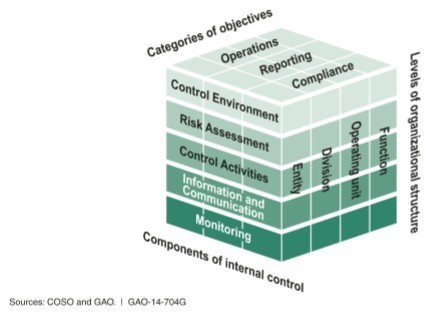 Categories of objectives
Operations
Reporting
Compliance
Control Environment
Risk Assessment
Control Activities
Information and
Communication
Monitoring
Entity
Division
Operating unit
Function
Levels of organizational structure
Components of internal control
Sources: COSO and GAO. | GAO-14-704G